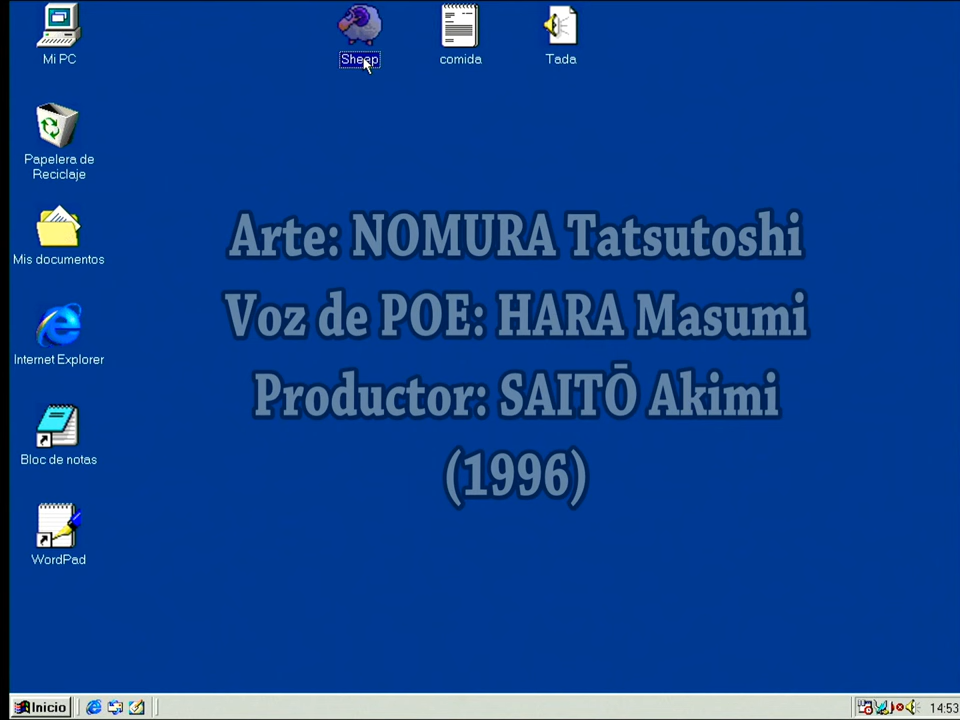 Mi PC
Sheep
comida
Tada
Papelera de
Reciclaje
Mis documentos
Internet Explorer
Bloc de notas
WordPad
Arte: NOMURA Tatsutoshi
Voz de POE: HARA Masumi
Productor: SAITŌ Akimi
(1996)
Inicio
14:53